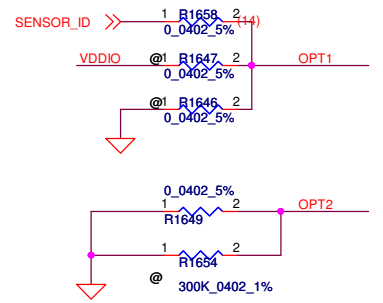 1 R1658 2
SENSOR_ID (14)
0_0402_5%
VDDIO @1 R1647 2 OPT1
0_0402_5%
@1 R1646 2
0_0402_5%
0_0402_5%
1 2 OPT2
R1649
1 2
R1654
@ 300K_0402_1%